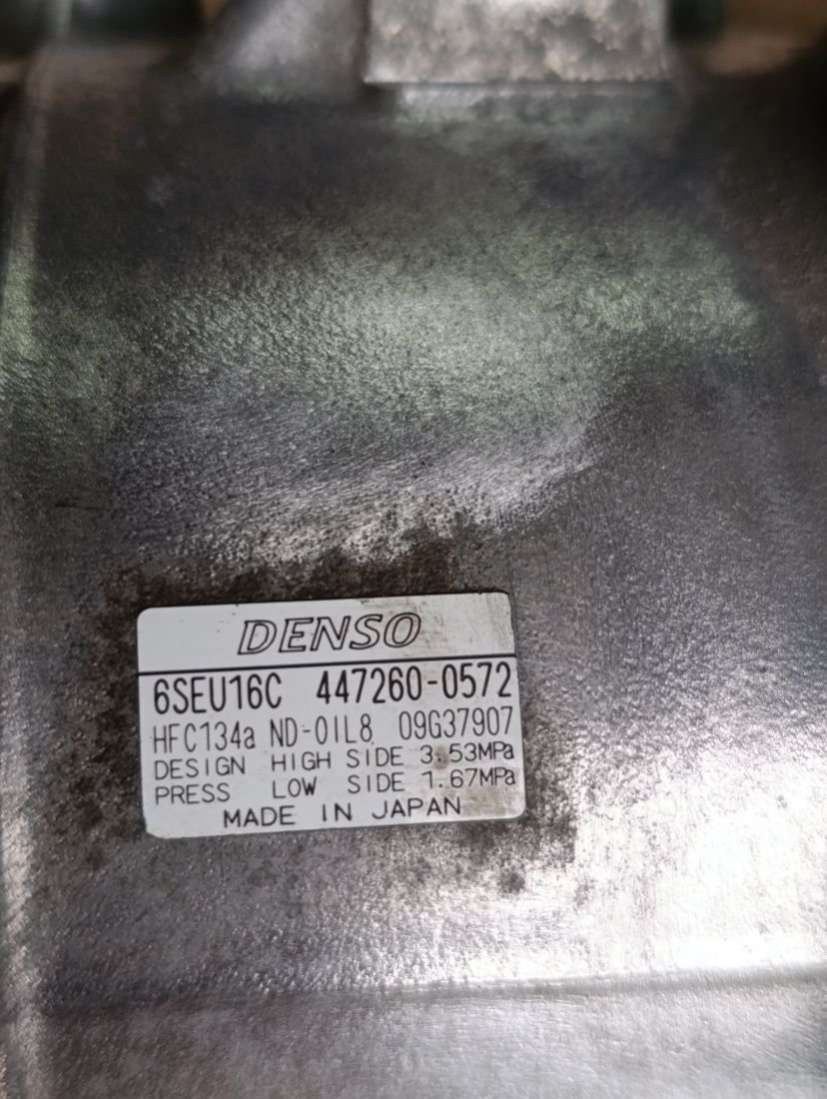 DENSO
6SEU16C 447260-0572
HFC134a ND-OIL8 09G37907
DESIGN HIGH SIDE 3.53MPa
PRESS LOW SIDE 1.67MPa
MADE IN JAPAN